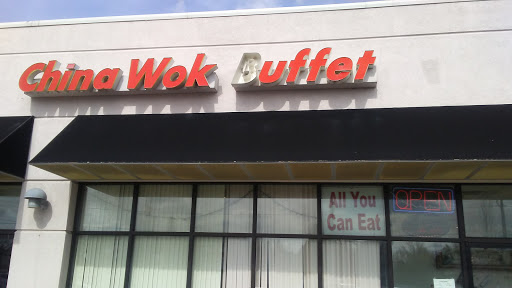 China Wok Buffet
All You
Can Eat
OPEN